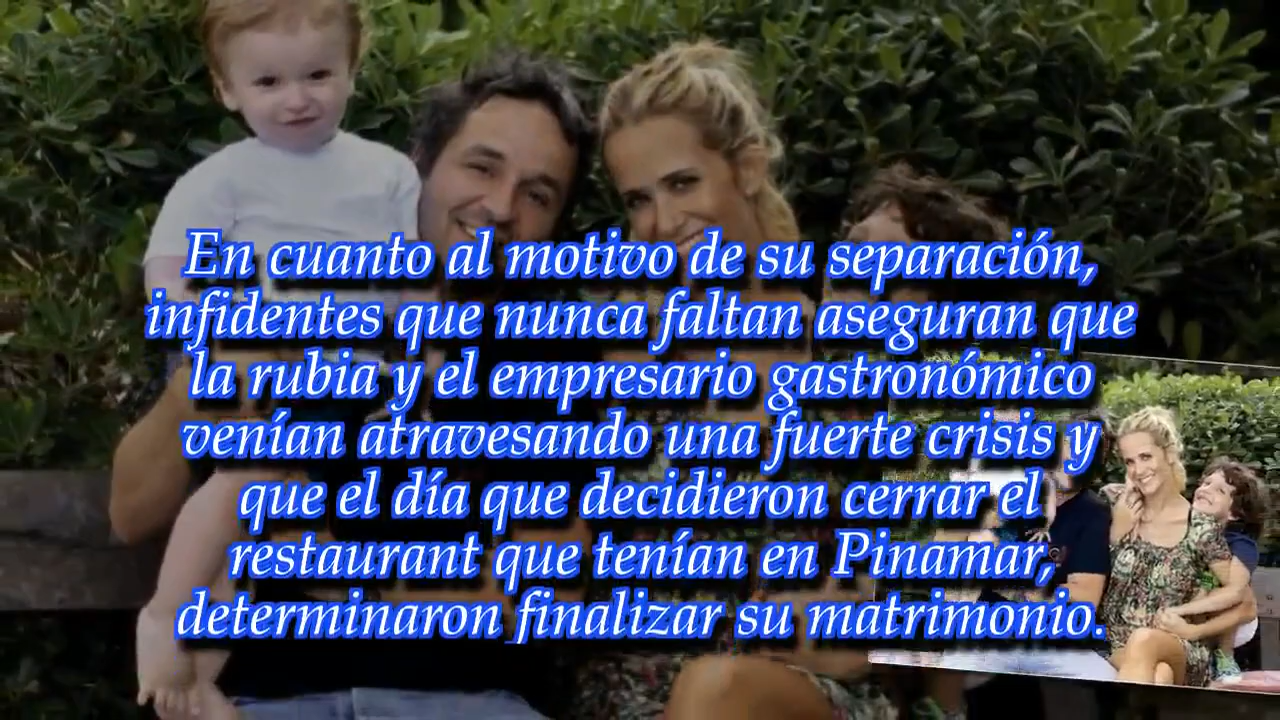 En cuanto al motivo de su separación,
infidentes que nunca faltan aseguran que
la rubia y el empresario gastronómico
venían atravesando una fuerte crisis y
que el día que decidieron cerrar el
restaurant que tenían en Pinamar,
determinaron finalizar su matrimonio.